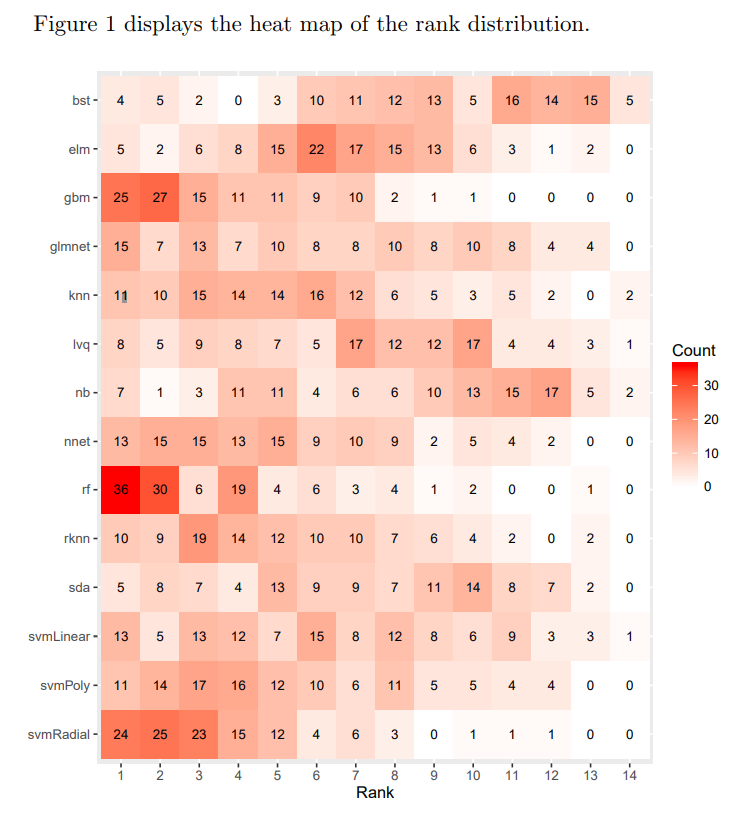 Figure 1 displays the heat map of the rank distribution.
bst 4 5 2 0 3 10 11 12 13 5 16 14 15 5
elm 5 2 6 8 15 22 17 15 13 6 3 1 2 0
gbm 25 27 15 11 11 9 10 2 1 1 0 0 0 0
glmnet 15 7 13 7 10 8 8 10 8 10 8 4 4 0
knn 11 10 15 14 14 16 12 6 5 3 5 2 0 2
lvq 8 5 9 8 7 5 17 12 12 17 4 4 3 1
nb 7 1 3 11 11 4 6 6 10 13 15 17 5 2
nnet 13 15 15 13 15 9 10 9 2 5 4 2 0 0
rf 36 30 6 19 4 6 3 4 1 2 0 0 1 0
rknn 10 9 19 14 12 10 10 7 6 4 2 0 2 0
sda 5 8 7 4 13 9 9 7 11 14 8 7 2 0
svmLinear 13 5 13 12 7 15 8 12 8 6 9 3 3 1
svmPoly 11 14 17 16 12 10 6 11 5 5 4 4 0 0
svmRadial 24 25 23 15 12 4 6 3 0 1 1 1 0 0
1 2 3 4 5 6 7 8 9 10 11 12 13 14
Rank
Count
30
20
10
0